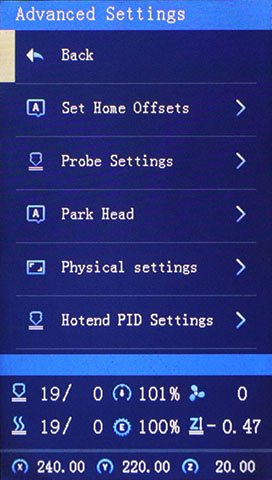 Advanced Settings
Back
A Set Home Offsets
Probe Settings
A Park Head
Physical settings
Hotend PID Settings
19/ 0 101% 0
19/ 0 E 100% Z - 0.47
X 240.00 Y 220.00 Z 20.00